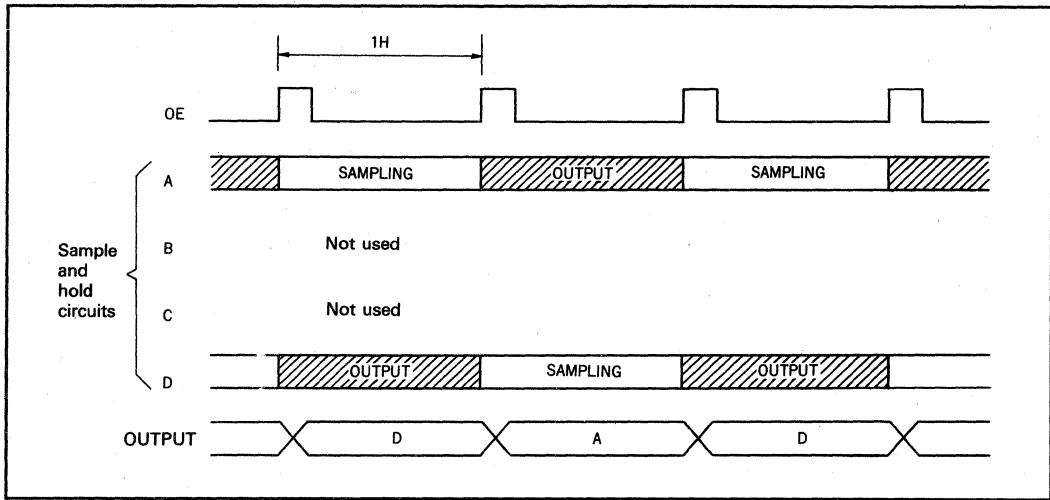 1H
OE
A SAMPLING OUTPUT SAMPLING
B Not used
Sample
and
hold
circuits
C Not used
D OUTPUT SAMPLING OUTPUT
OUTPUT D A D